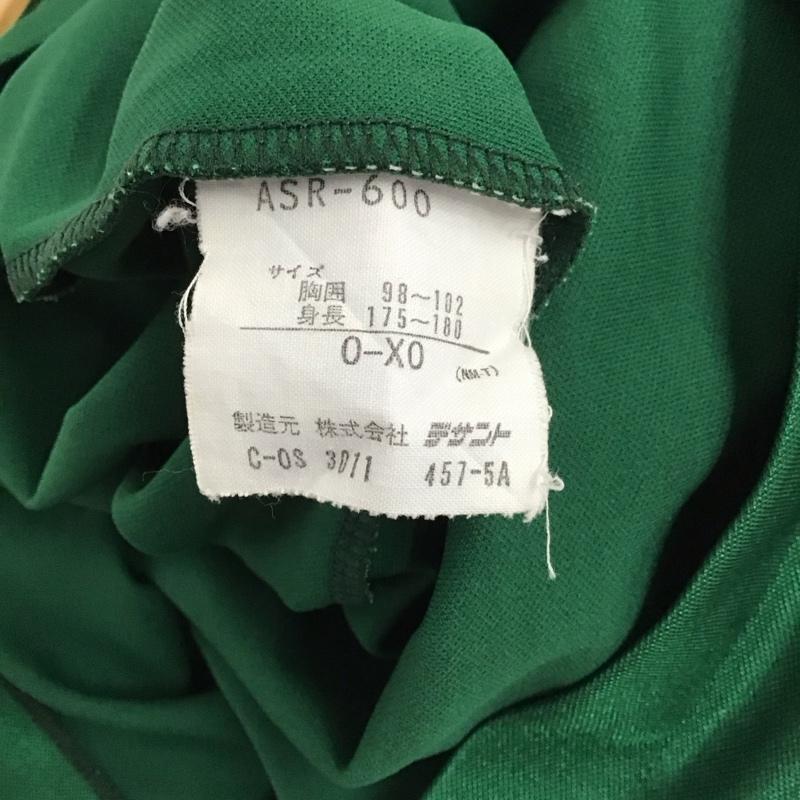 ASR-600
サイズ
胸囲 98~102
身長 175~180
O-XO
(NM-T)
製造元 株式会社 デサント
C-OS 3011 457-5A